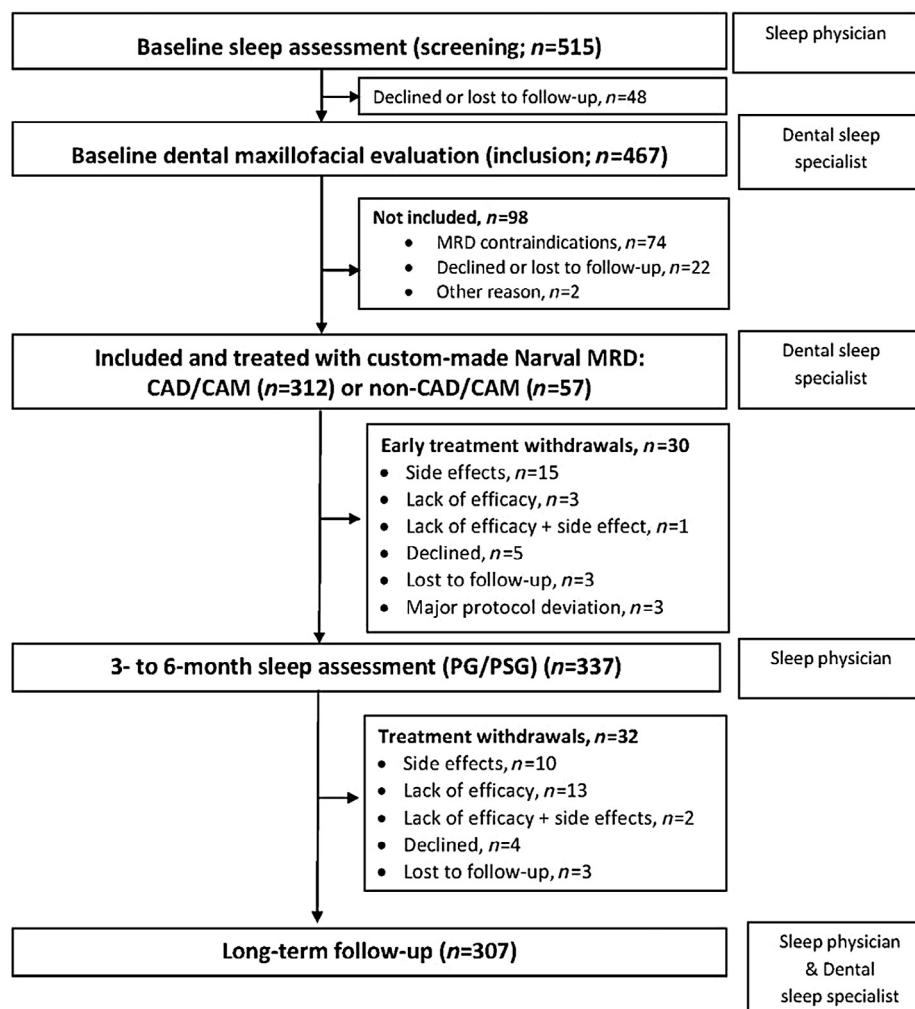 Baseline sleep assessment (screening; n=515)
Sleep physician
Declined or lost to follow-up, n=48
Baseline dental maxillofacial evaluation (inclusion; n=467)
Dental sleep
specialist
Not included, n=98
• MRD contraindications, n=74
• Declined or lost to follow-up, n=22
• Other reason, n=2
Included and treated with custom-made Narval MRD:
CAD/CAM (n=312) or non-CAD/CAM (n=57)
Dental sleep
specialist
Early treatment withdrawals, n=30
• Side effects, n=15
• Lack of efficacy, n=3
• Lack of efficacy + side effect, n=1
• Declined, n=5
• Lost to follow-up, n=3
• Major protocol deviation, n=3
3- to 6-month sleep assessment (PG/PSG) (n=337)
Sleep physician
Treatment withdrawals, n=32
• Side effects, n=10
• Lack of efficacy, n=13
• Lack of efficacy + side effects, n=2
• Declined, n=4
• Lost to follow-up, n=3
Long-term follow-up (n=307)
Sleep physician
& Dental
sleep specialist